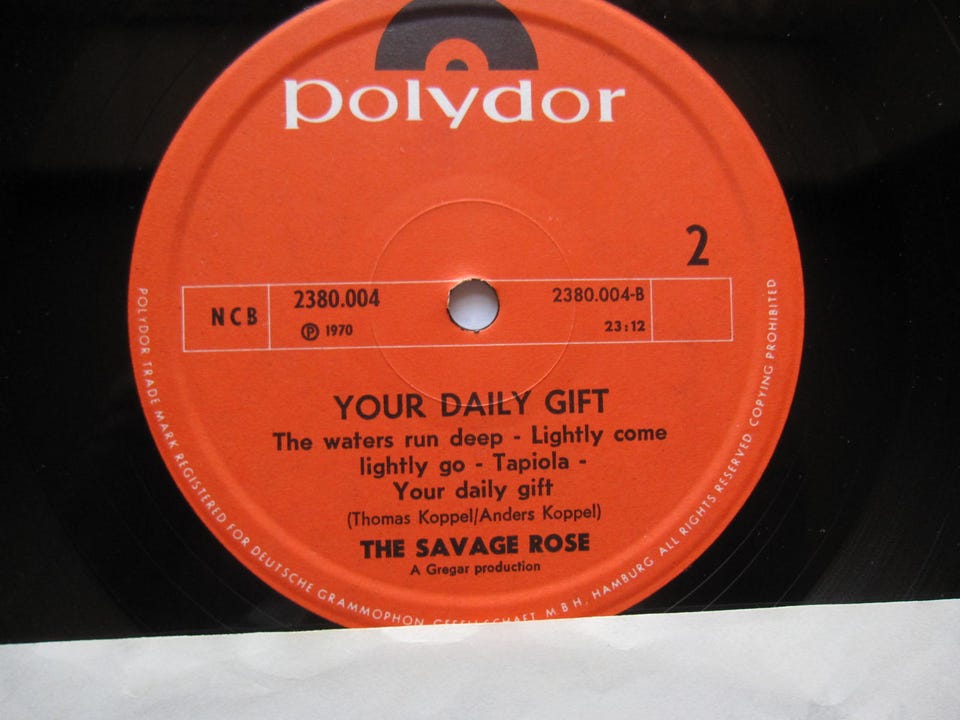 polydor
2
NCB
2380.004
℗ 1970
2380.004-B
23:12
YOUR DAILY GIFT
The waters run deep - Lightly come
lightly go - Tapiola -
Your daily gift
(Thomas Koppel/Anders Koppel)
THE SAVAGE ROSE
A Gregar production
POLYDOR TRADE MARK REGISTERED FOR DEUTSCHE GRAMMOPHON GESELLSCHAFT M B H, HAMBURG ALL RIGHTS RESERVED COPYING PROHIBITED